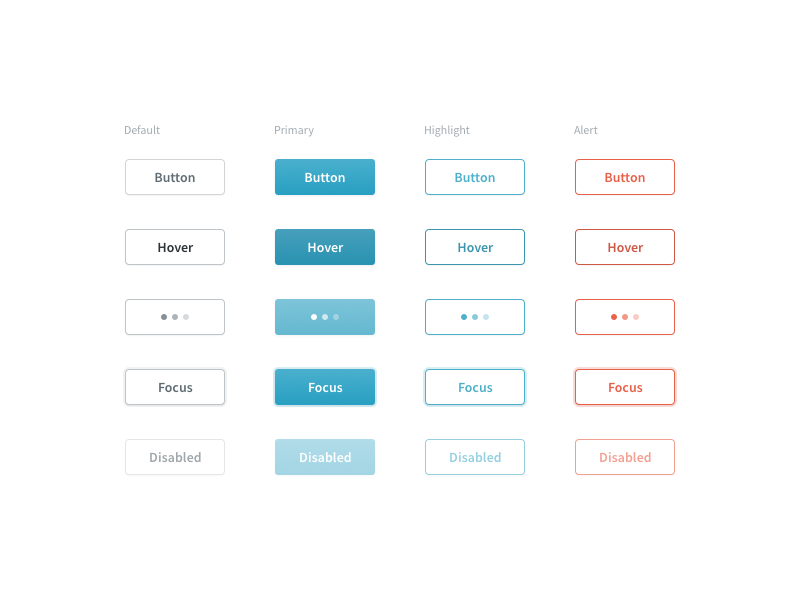 Default Primary Highlight Alert
Button Button Button Button
Hover Hover Hover Hover
Focus Focus Focus Focus
Disabled Disabled Disabled Disabled